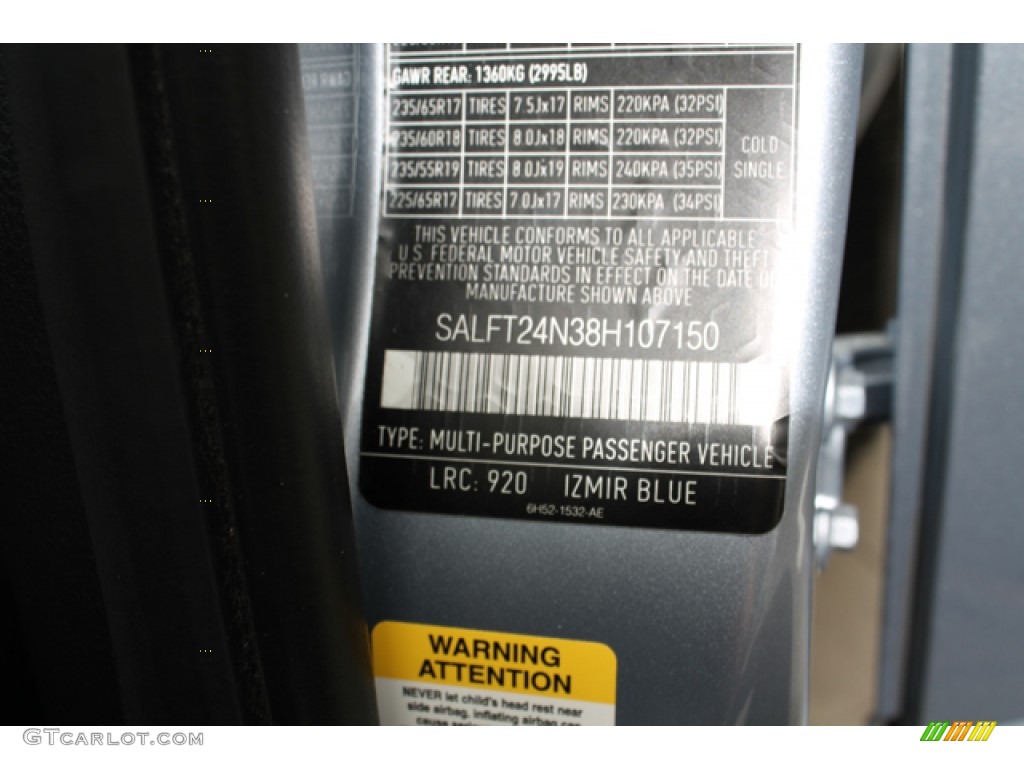 GAWR REAR: 1360KG (2995LB)
235/65R17 TIRES 7.5Jx17 RIMS 220KPA (32PSI)
235/60R18 TIRES 8.0Jx18 RIMS 220KPA (32PSI)
235/55R19 TIRES 8.0Jx19 RIMS 240KPA (35PSI)
225/65R17 TIRES 7.0Jx17 RIMS 230KPA (34PSI)
COLD
SINGLE
THIS VEHICLE CONFORMS TO ALL APPLICABLE
U.S. FEDERAL MOTOR VEHICLE SAFETY AND THEFT
PREVENTION STANDARDS IN EFFECT ON THE DATE OF
MANUFACTURE SHOWN ABOVE
SALFT24N38H107150
TYPE: MULTI-PURPOSE PASSENGER VEHICLE
LRC: 920 IZMIR BLUE
6H52-1532-AE
WARNING
ATTENTION
NEVER let child's head rest near
side airbag, inflating airbag can
cause
GTCarLot.com